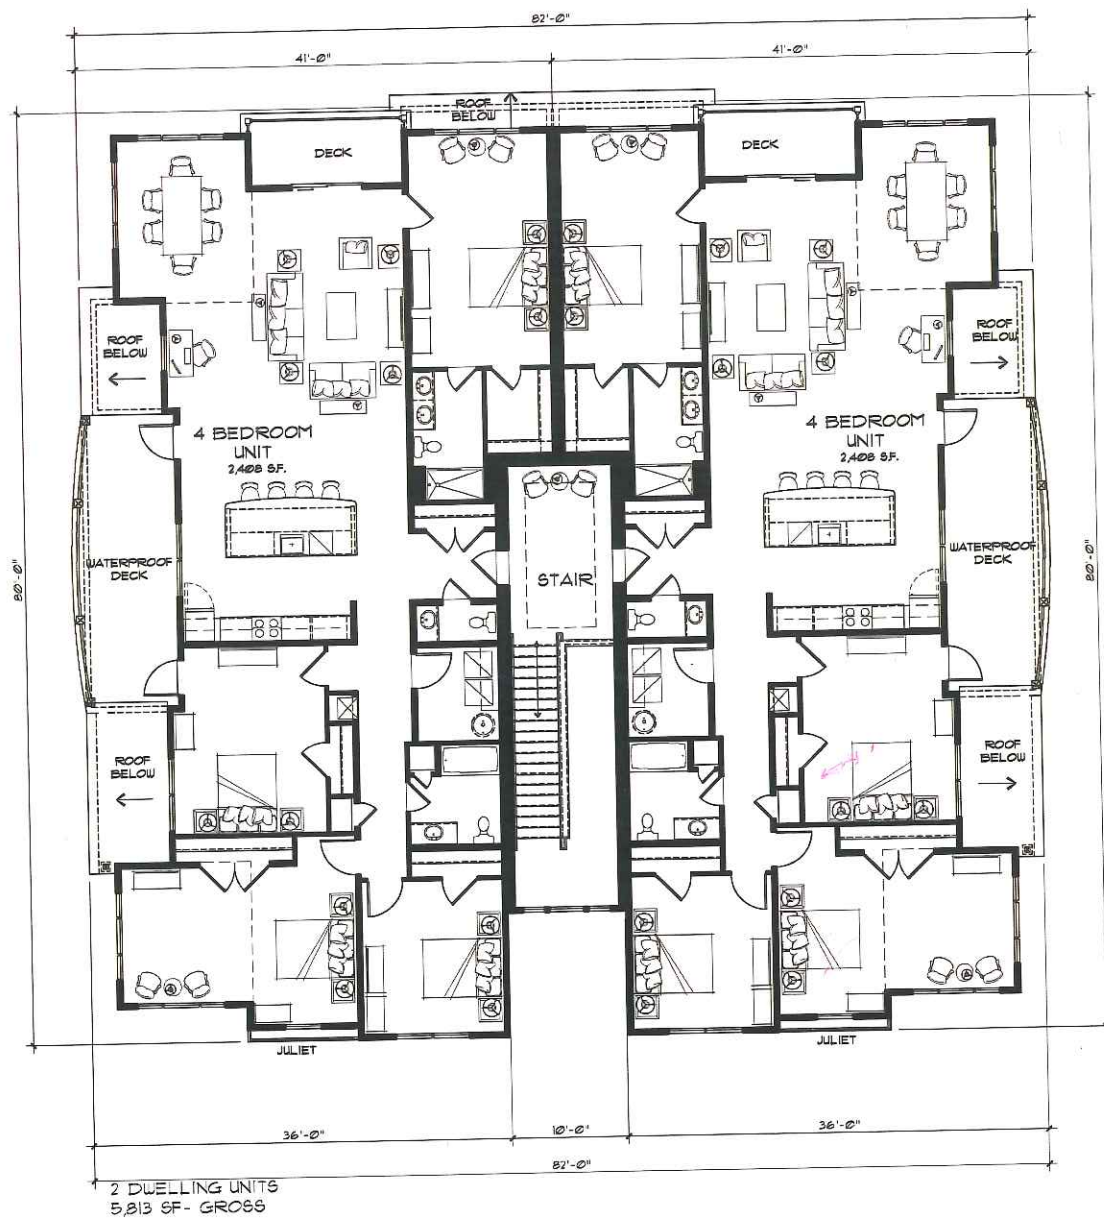 82'-0"
41'-0"
41'-0"
ROOF
BELOW
DECK
DECK
ROOF
BELOW
ROOF
BELOW
4 BEDROOM
UNIT
2,408 S.F.
4 BEDROOM
UNIT
2,408 S.F.
80'-0"
WATERPROOF
DECK
STAIR
WATERPROOF
DECK
80'-0"
ROOF
BELOW
ROOF
BELOW
JULIET
JULIET
36'-0"
10'-0"
36'-0"
82'-0"
2 DWELLING UNITS
5,813 SF- GROSS